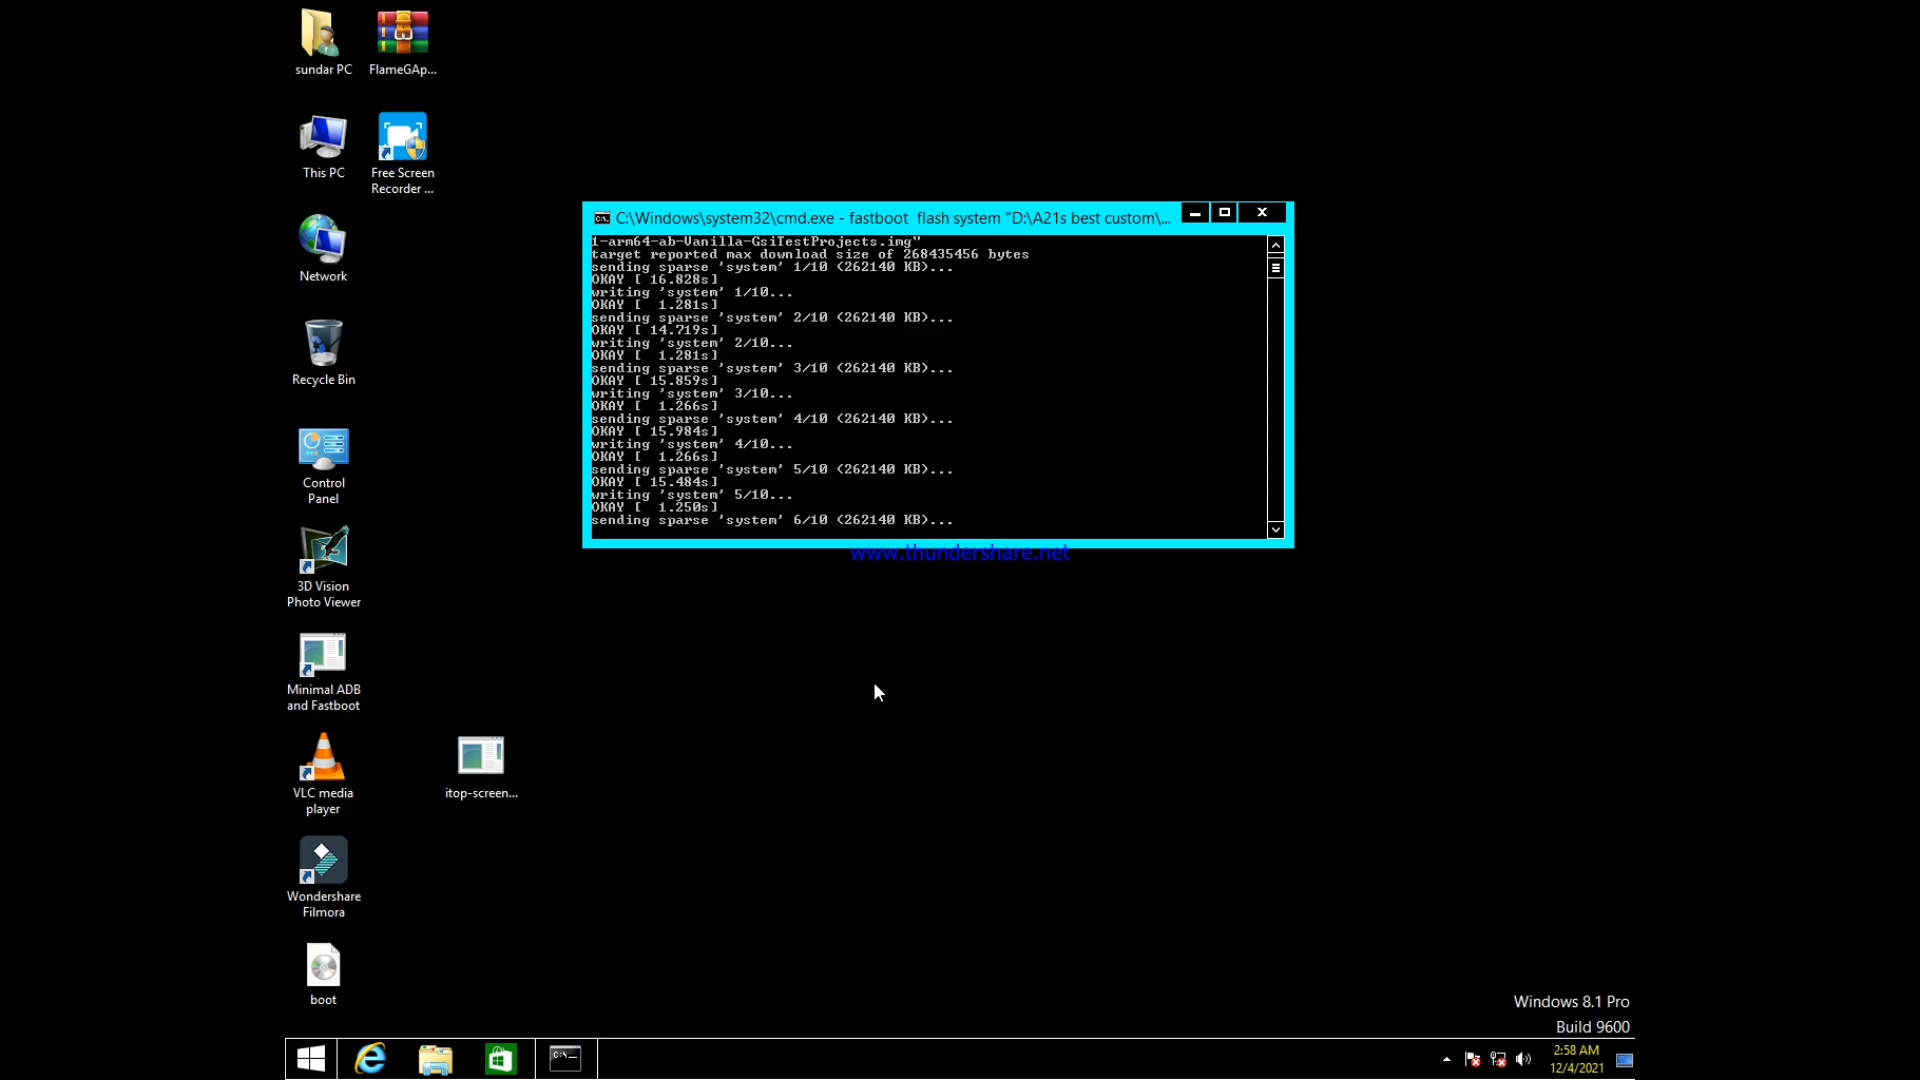 sundar PC
FlameGAp...
This PC
Free Screen
Recorder ...
Network
Recycle Bin
Control
Panel
3D Vision
Photo Viewer
Minimal ADB
and Fastboot
VLC media
player
itop-screen...
Wondershare
Filmora
boot
C:\Windows\system32\cmd.exe - fastboot  flash system "D:\A21s best custom\...
1-arm64-ab-Vanilla-GsiTestProjects.img"
target reported max download size of 268435456 bytes
sending sparse 'system' 1/10 (262140 KB)...
OKAY [ 16.828s]
writing 'system' 1/10...
OKAY [  1.281s]
sending sparse 'system' 2/10 (262140 KB)...
OKAY [ 14.719s]
writing 'system' 2/10...
OKAY [  1.281s]
sending sparse 'system' 3/10 (262140 KB)...
OKAY [ 15.859s]
writing 'system' 3/10...
OKAY [  1.266s]
sending sparse 'system' 4/10 (262140 KB)...
OKAY [ 15.984s]
writing 'system' 4/10...
OKAY [  1.266s]
sending sparse 'system' 5/10 (262140 KB)...
OKAY [ 15.484s]
writing 'system' 5/10...
OKAY [  1.250s]
sending sparse 'system' 6/10 (262140 KB)...
www.thundershare.net
Windows 8.1 Pro
Build 9600
2:58 AM
12/4/2021